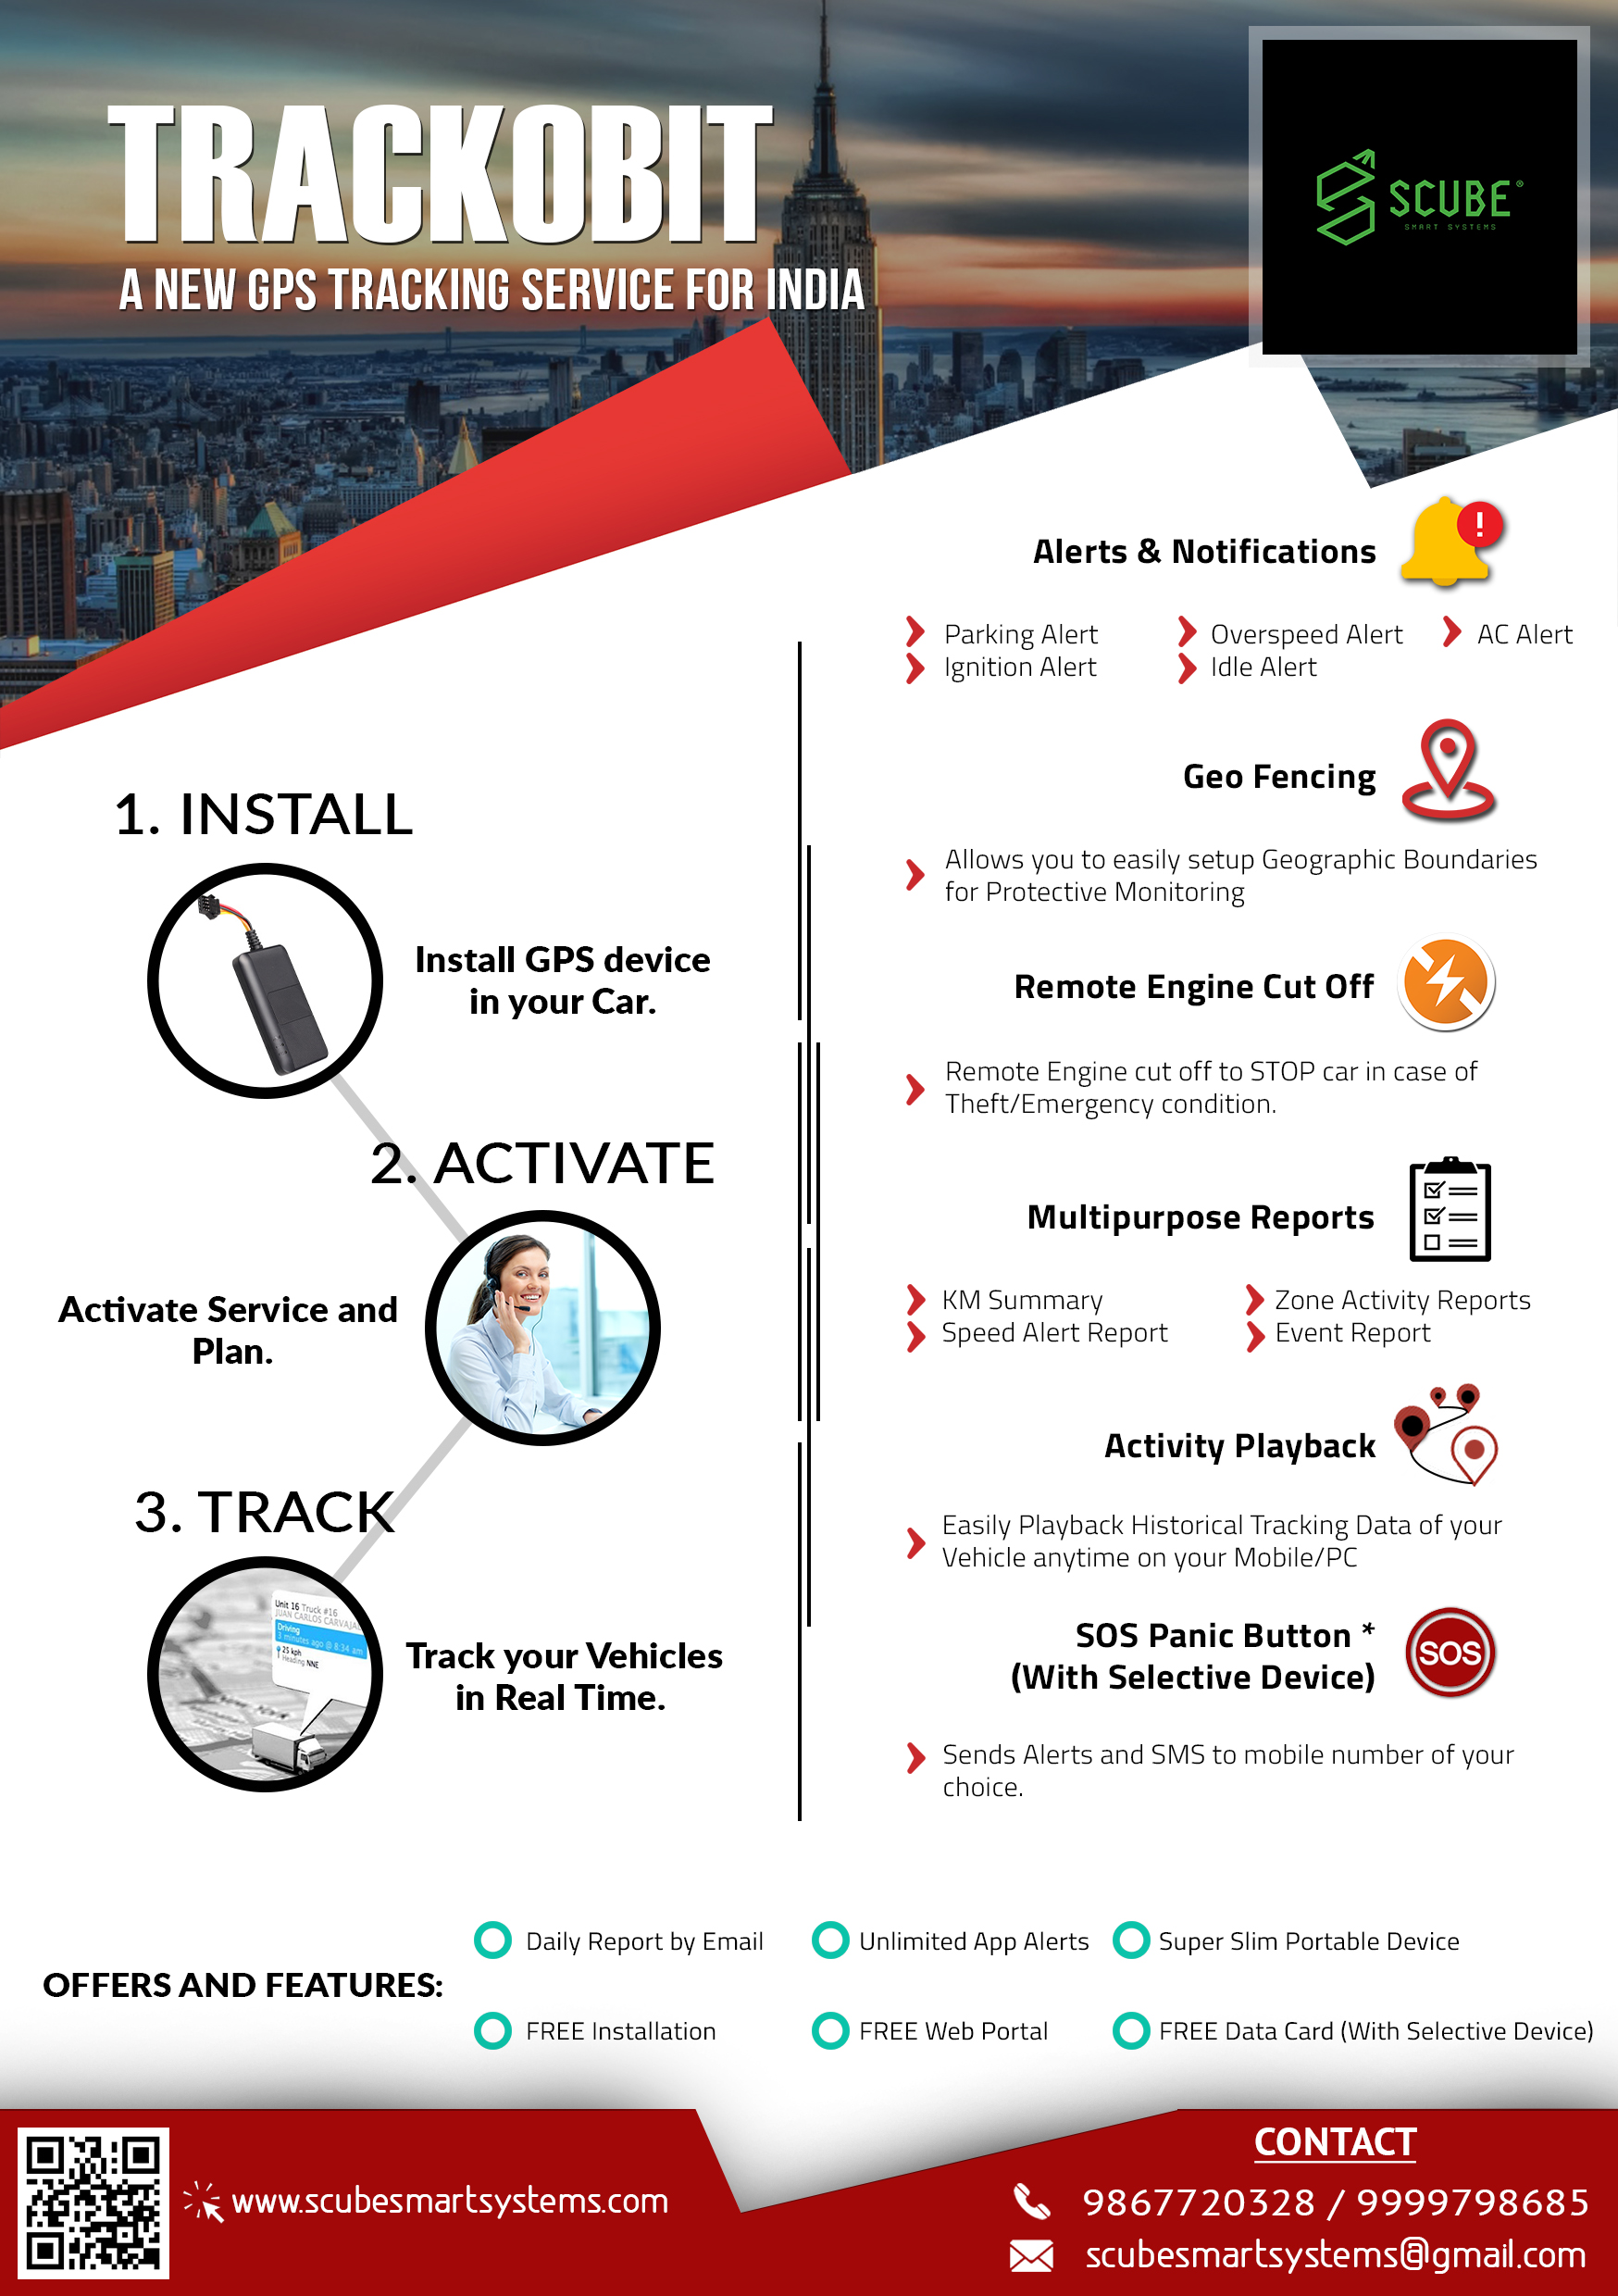 TRACKOBIT
A NEW GPS TRACKING SERVICE FOR INDIA
SCUBE®
SMART SYSTEMS
1. INSTALL
Install GPS device
in your Car.
2. ACTIVATE
Activate Service and
Plan.
3. TRACK
Unit 16 Truck #16
JUAN CARLOS CARVAJA
Driving
3 minutes ago @ 8:34 am
25 kph
Heading NNE
Track your Vehicles
in Real Time.
Alerts & Notifications
!
Parking Alert
Overspeed Alert
AC Alert
Ignition Alert
Idle Alert
Geo Fencing
Allows you to easily setup Geographic Boundaries
for Protective Monitoring
Remote Engine Cut Off
Remote Engine cut off to STOP car in case of
Theft/Emergency condition.
Multipurpose Reports
KM Summary
Zone Activity Reports
Speed Alert Report
Event Report
Activity Playback
Easily Playback Historical Tracking Data of your
Vehicle anytime on your Mobile/PC
SOS Panic Button *
(With Selective Device)
SOS
Sends Alerts and SMS to mobile number of your
choice.
OFFERS AND FEATURES:
Daily Report by Email
Unlimited App Alerts
Super Slim Portable Device
FREE Installation
FREE Web Portal
FREE Data Card (With Selective Device)
www.scubesmartsystems.com
CONTACT
9867720328 / 9999798685
scubesmartsystems@gmail.com